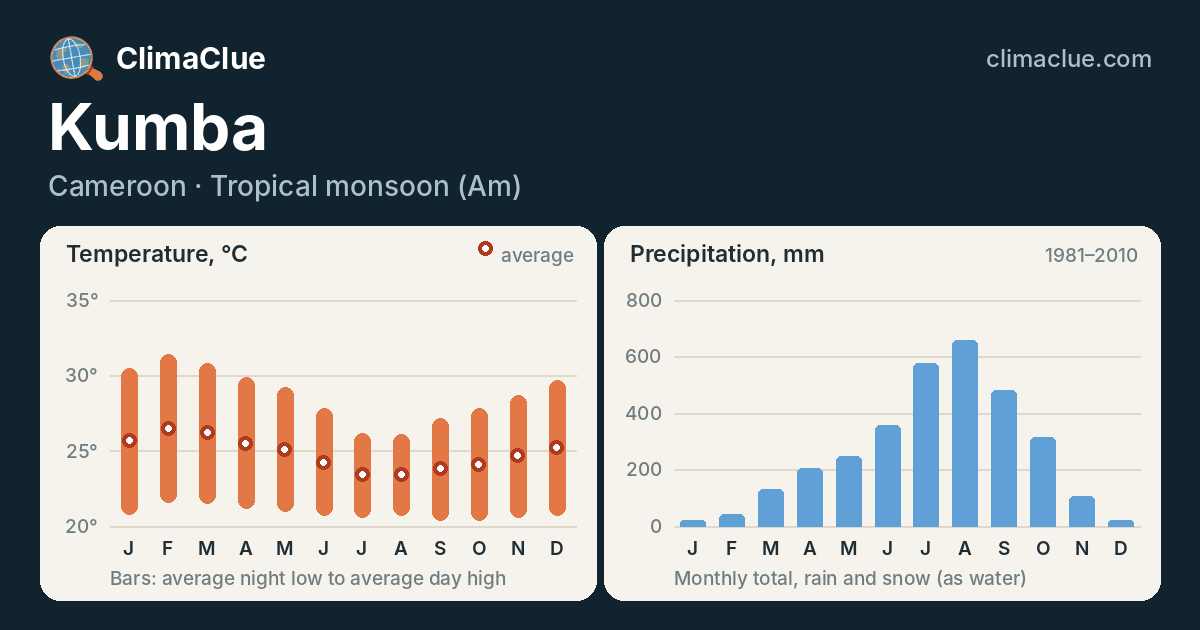 ClimaClue
climaclue.com
Kumba
Cameroon · Tropical monsoon (Am)
Temperature, °C
average
35°
30°
25°
20°
J F M A M J J A S O N D
Bars: average night low to average day high
Precipitation, mm
1981–2010
800
600
400
200
0
J F M A M J J A S O N D
Monthly total, rain and snow (as water)